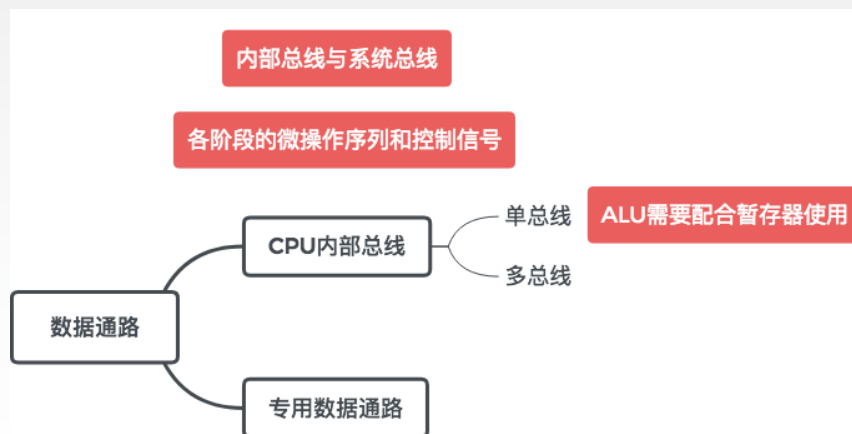 内部总线与系统总线
各阶段的微操作序列和控制信号
单总线
ALU需要配合暂存器使用
CPU内部总线
多总线
数据通路
专用数据通路